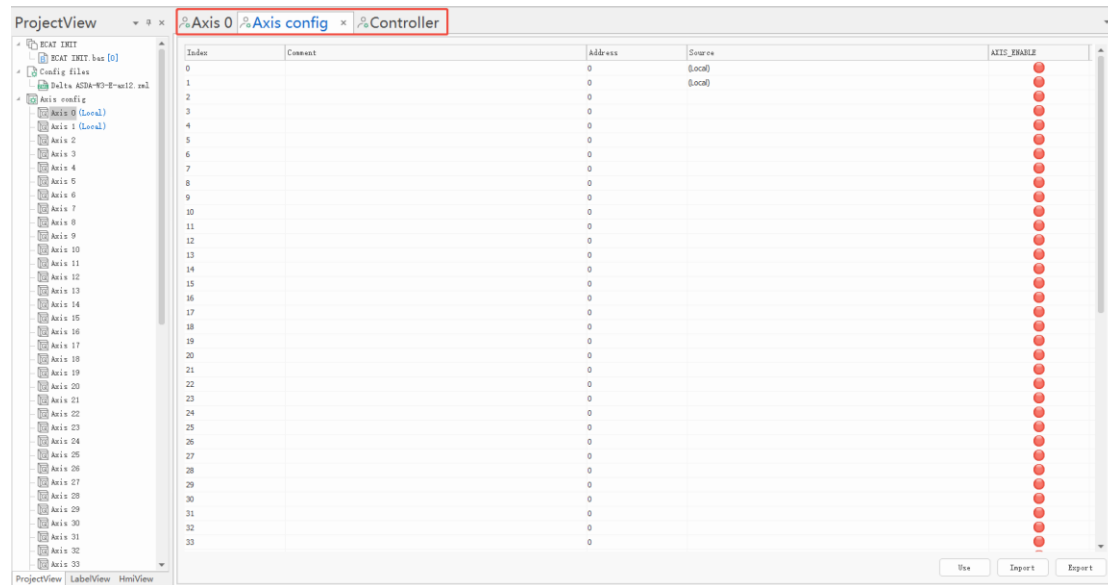 ProjectView
Axis 0 Axis config × Controller
ECAT INIT
ECAT INIT.bas [0]
Config files
Delta ASDA-W3-E-ax12.xml
Axis config
Axis 0 (Local)
Axis 1 (Local)
Axis 2
Axis 3
Axis 4
Axis 5
Axis 6
Axis 7
Axis 8
Axis 9
Axis 10
Axis 11
Axis 12
Axis 13
Axis 14
Axis 15
Axis 16
Axis 17
Axis 18
Axis 19
Axis 20
Axis 21
Axis 22
Axis 23
Axis 24
Axis 25
Axis 26
Axis 27
Axis 28
Axis 29
Axis 30
Axis 31
Axis 32
Axis 33
ProjectView LabelView HmiView
Index Comment Address Source AXIS_ENABLE
0 0 (Local)
1 0 (Local)
2 0
3 0
4 0
5 0
6 0
7 0
8 0
9 0
10 0
11 0
12 0
13 0
14 0
15 0
16 0
17 0
18 0
19 0
20 0
21 0
22 0
23 0
24 0
25 0
26 0
27 0
28 0
29 0
30 0
31 0
32 0
33 0
Use Import Export